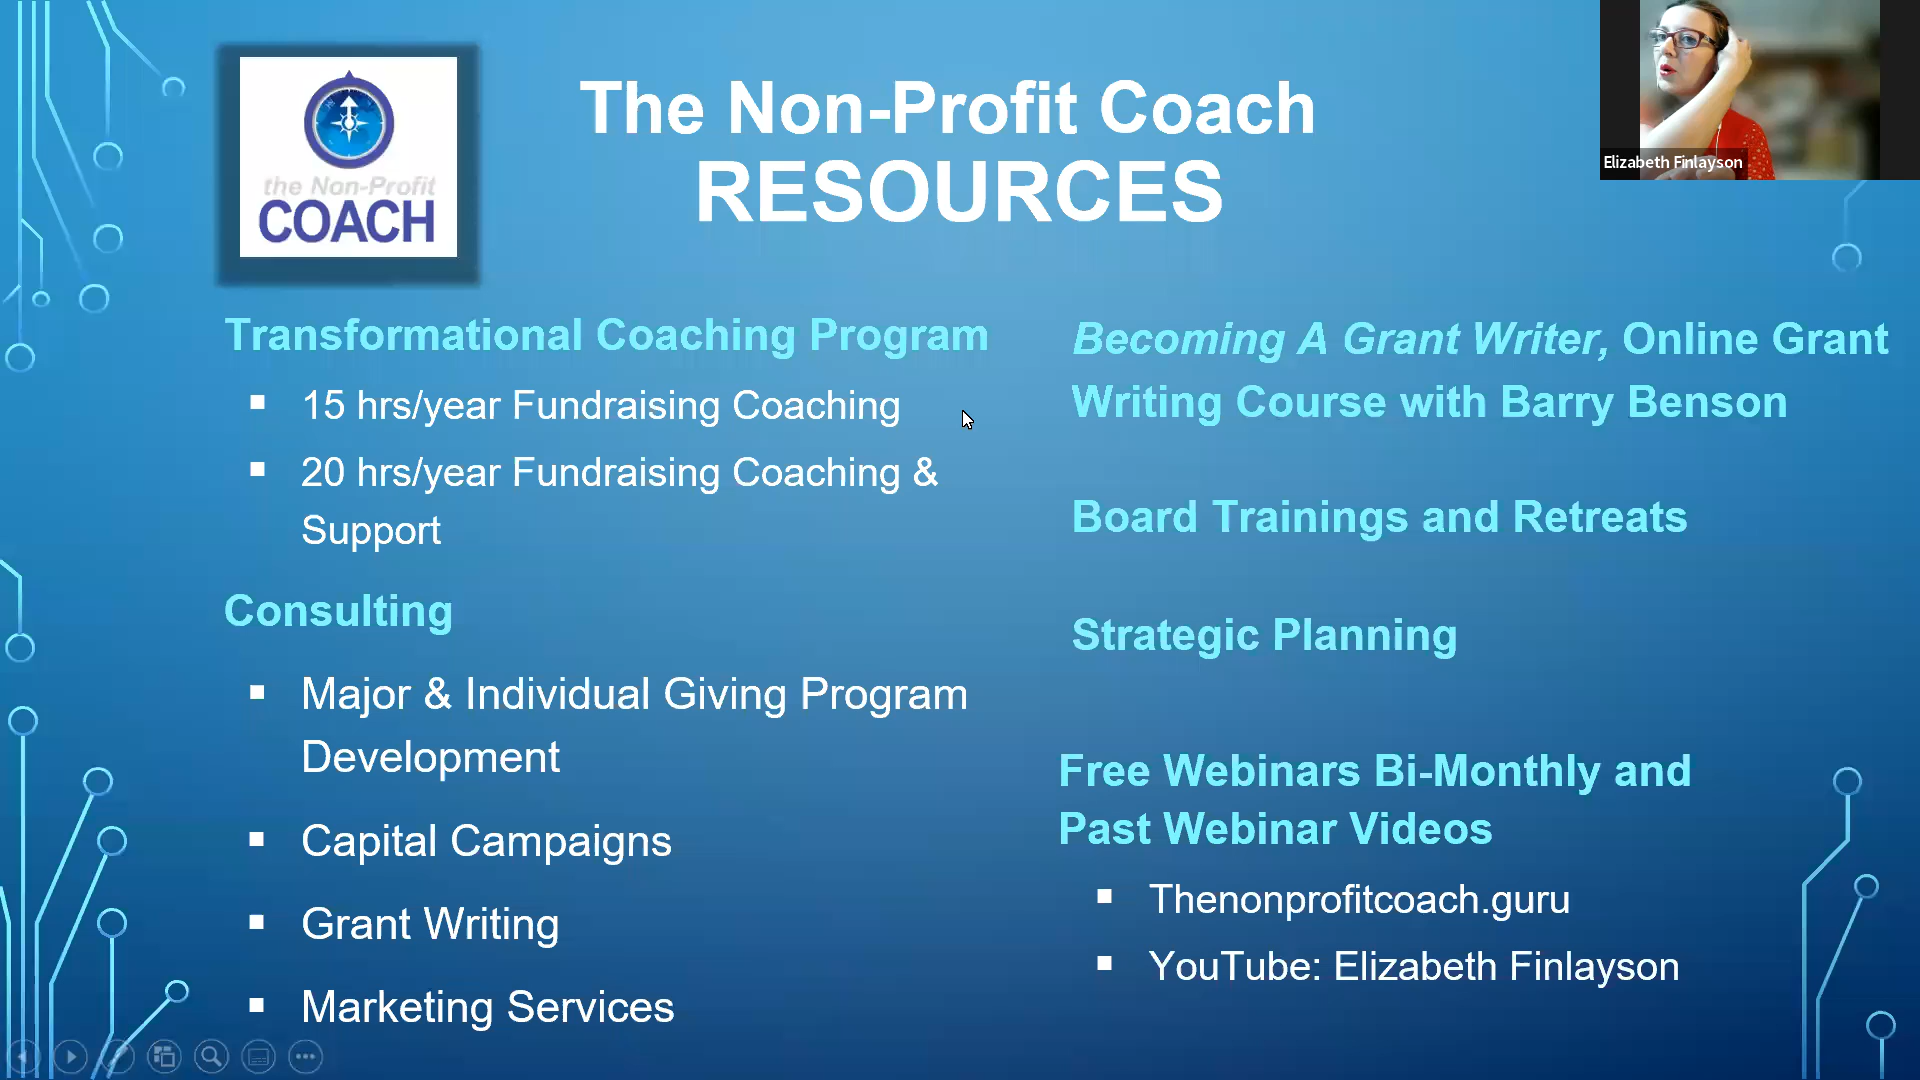 the Non-Profit
COACH
The Non-Profit Coach
RESOURCES
Elizabeth Finlayson
Transformational Coaching Program
15 hrs/year Fundraising Coaching
20 hrs/year Fundraising Coaching &
Support
Consulting
Major & Individual Giving Program
Development
Capital Campaigns
Grant Writing
Marketing Services
Becoming A Grant Writer, Online Grant
Writing Course with Barry Benson
Board Trainings and Retreats
Strategic Planning
Free Webinars Bi-Monthly and
Past Webinar Videos
Thenonprofitcoach.guru
YouTube: Elizabeth Finlayson